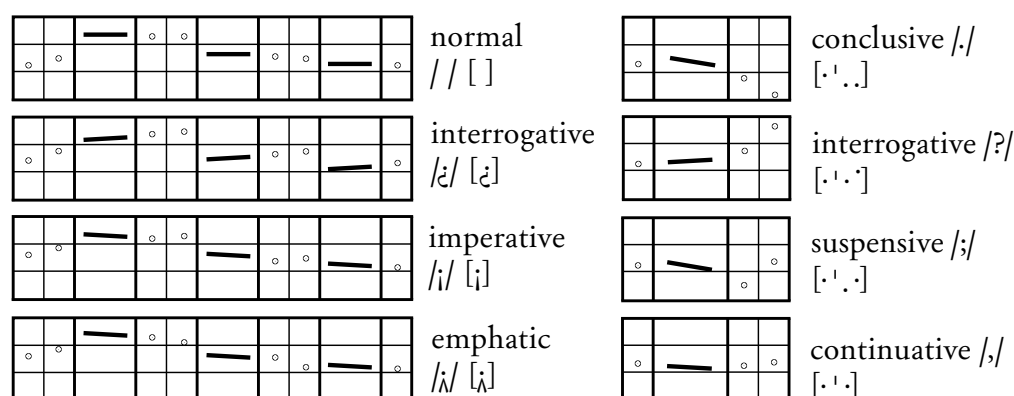 normal
/ / [ ]
interrogative
/¿/ [¿]
imperative
/¡/ [¡]
emphatic
conclusive /./
[·ˈ..]
interrogative /?/
[·ˈ·˙]
suspensive /;/
[·ˈ.·]
continuative /,/
[·ˈ·]